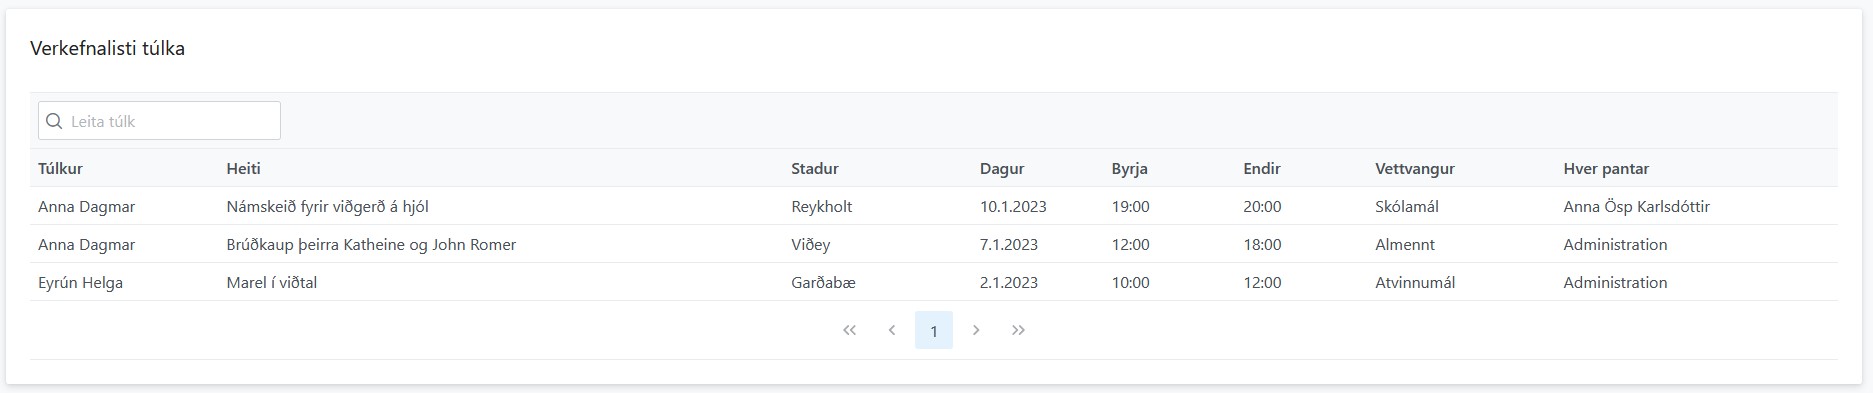 Verkefnalisti túlka
Leita túlk
Túlkur Heiti Stadur Dagur Byrja Endir Vettvangur Hver pantar
Anna Dagmar Námskeið fyrir viðgerð á hjól Reykholt 10.1.2023 19:00 20:00 Skólamál Anna Ösp Karlsdóttir
Anna Dagmar Brúðkaup þeirra Katheine og John Romer Viðey 7.1.2023 12:00 18:00 Almennt Administration
Eyrún Helga Marel í viðtal Garðabæ 2.1.2023 10:00 12:00 Atvinnumál Administration
1